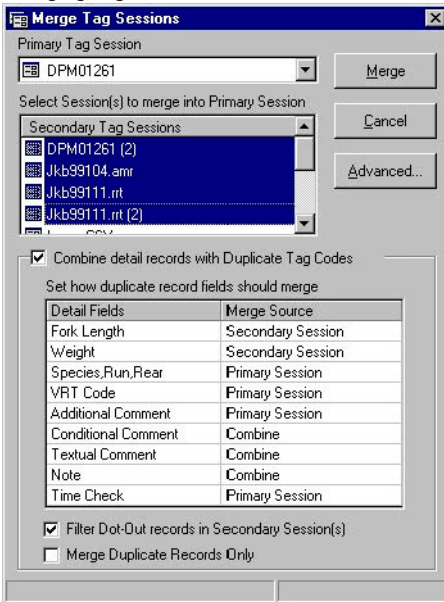 Merge Tag Sessions
Primary Tag Session
DPM01261
Merge
Select Session(s) to merge into Primary Session
Secondary Tag Sessions
Cancel
DPM01261 (2)
Jkb99104.amr
Advanced...
Jkb99111.rrt
Jkb99111.rrt (2)
Combine detail records with Duplicate Tag Codes
Set how duplicate record fields should merge
Detail Fields Merge Source
Fork Length Secondary Session
Weight Secondary Session
Species,Run,Rear Primary Session
VRT Code Primary Session
Additional Comment Primary Session
Conditional Comment Combine
Textual Comment Combine
Note Combine
Time Check Primary Session
Filter Dot-Out records in Secondary Session(s)
Merge Duplicate Records Only